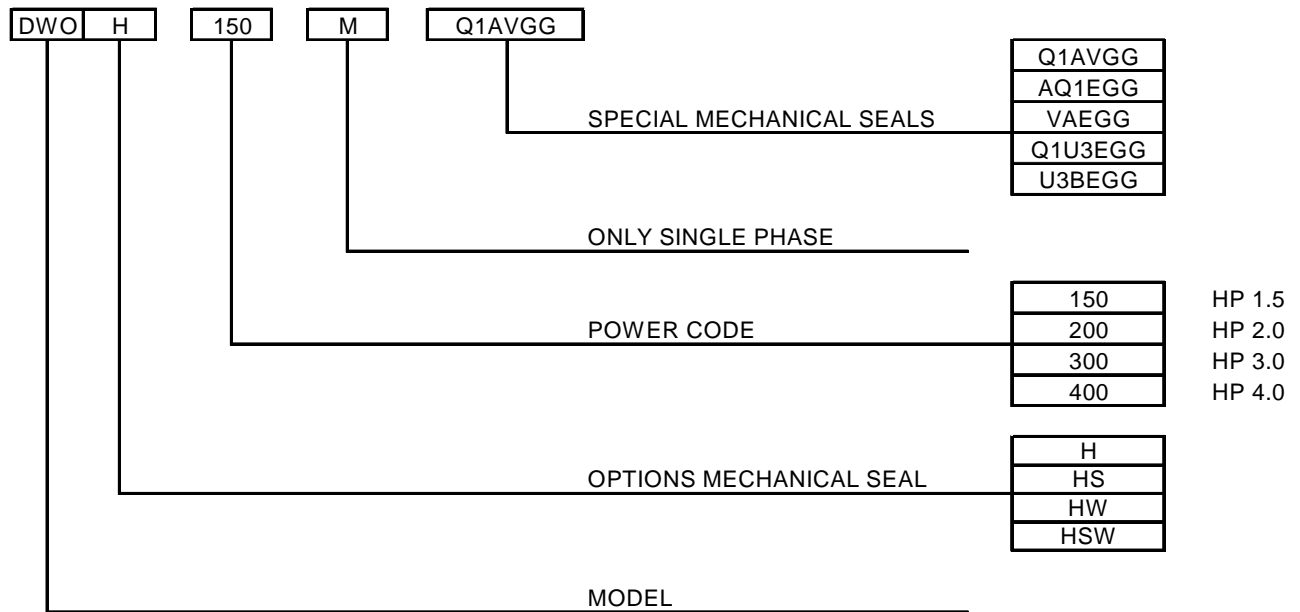 DWO H 150 M Q1AVGG
Q1AVGG
AQ1EGG
SPECIAL MECHANICAL SEALS VAEGG
Q1U3EGG
U3BEGG
ONLY SINGLE PHASE
150 HP 1.5
POWER CODE 200 HP 2.0
300 HP 3.0
400 HP 4.0
H
OPTIONS MECHANICAL SEAL HS
HW
HSW
MODEL